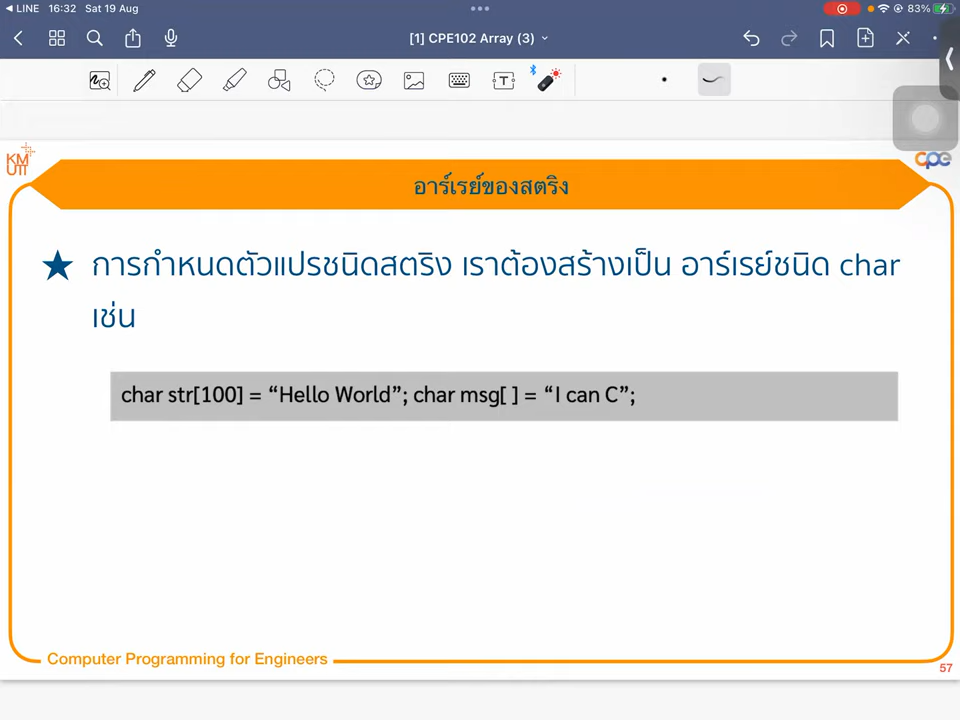 LINE 16:32 Sat 19 Aug 83%
[1] CPE102 Array (3)
T
KM
UTT
cpe
อาร์เรย์ของสตริง
การกำหนดตัวแปรชนิดสตริง เราต้องสร้างเป็น อาร์เรย์ชนิด char
เช่น
char str[100] = “Hello World”; char msg[ ] = “I can C”;
Computer Programming for Engineers
57